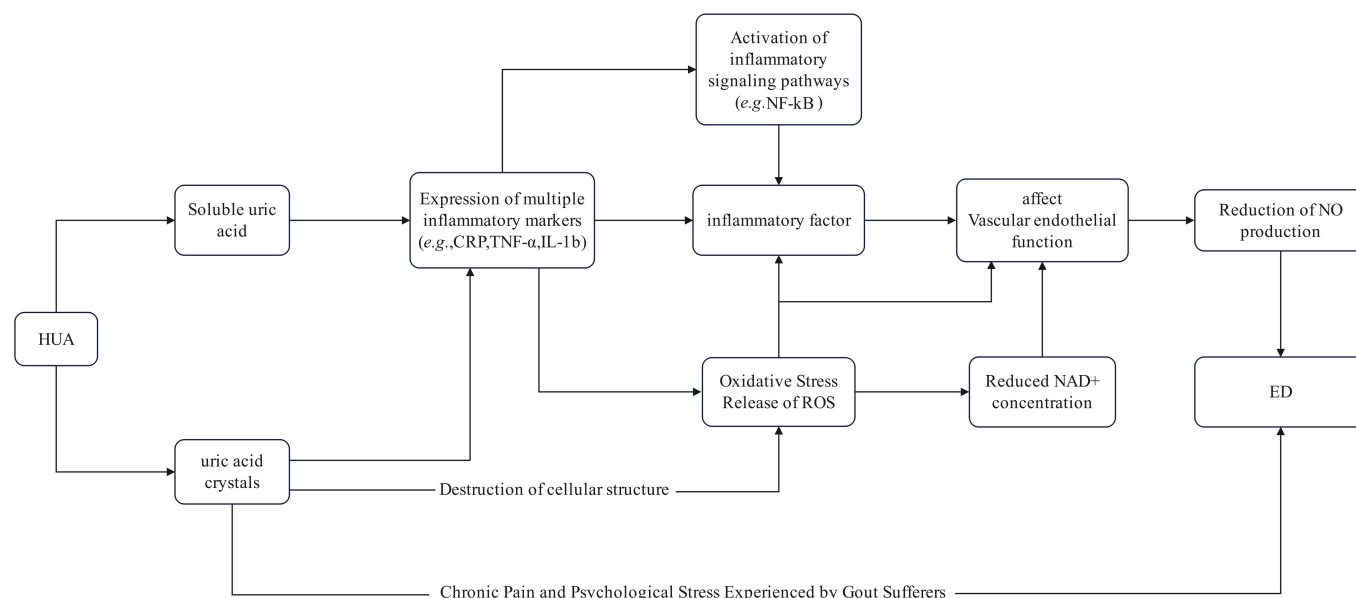 Activation of
inflammatory
signaling pathways
(e.g.NF-kB )
Soluble uric
acid
Expression of multiple
inflammatory markers
(e.g.,CRP,TNF-α,IL-1b)
inflammatory factor
affect
Vascular endothelial
function
Reduction of NO
production
HUA
Oxidative Stress
Release of ROS
Reduced NAD+
concentration
ED
uric acid
crystals
Destruction of cellular structure
Chronic Pain and Psychological Stress Experienced by Gout Sufferers